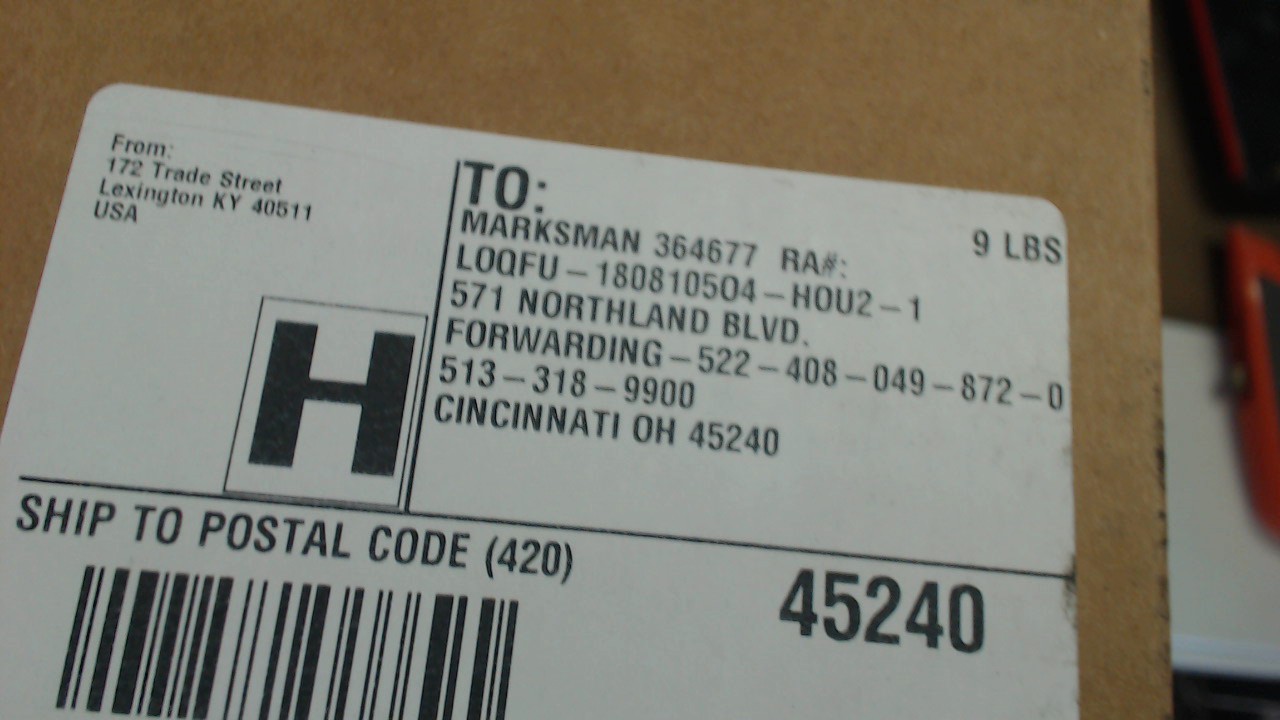 From:
172 Trade Street
Lexington KY 40511
USA
TO:
9 LBS
MARKSMAN 364677 RA#:
LOQFU-180810504-HOU2-1
571 NORTHLAND BLVD.
FORWARDING-522-408-049-872-0
513-318-9900
CINCINNATI OH 45240
H
SHIP TO POSTAL CODE (420)
45240